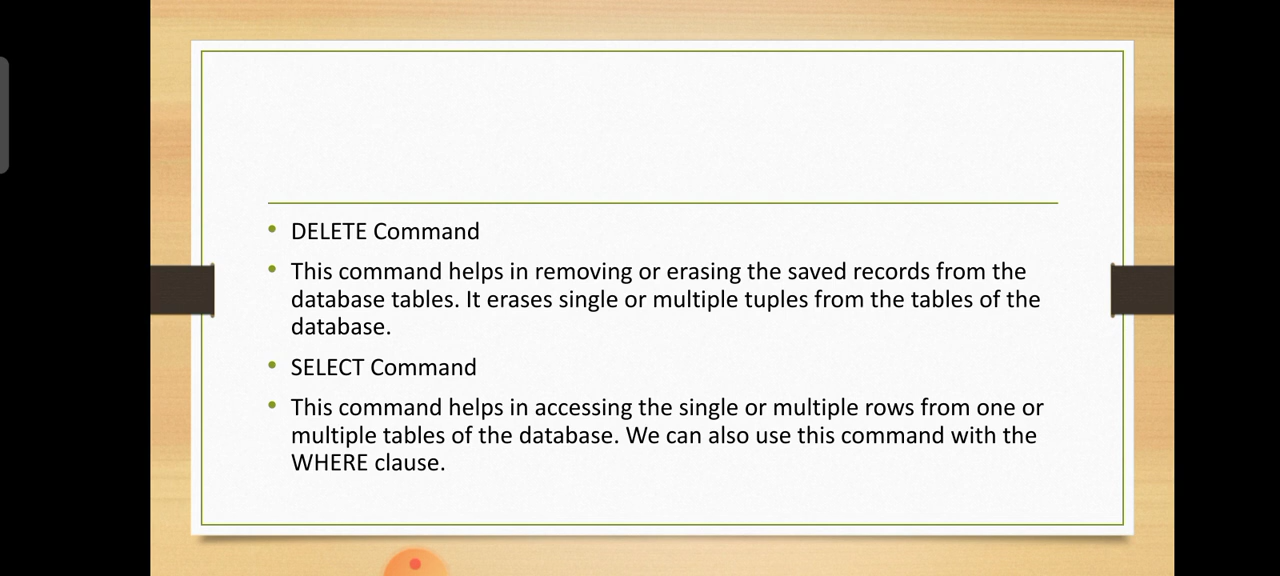 • DELETE Command
• This command helps in removing or erasing the saved records from the
database tables. It erases single or multiple tuples from the tables of the
database.
• SELECT Command
• This command helps in accessing the single or multiple rows from one or
multiple tables of the database. We can also use this command with the
WHERE clause.